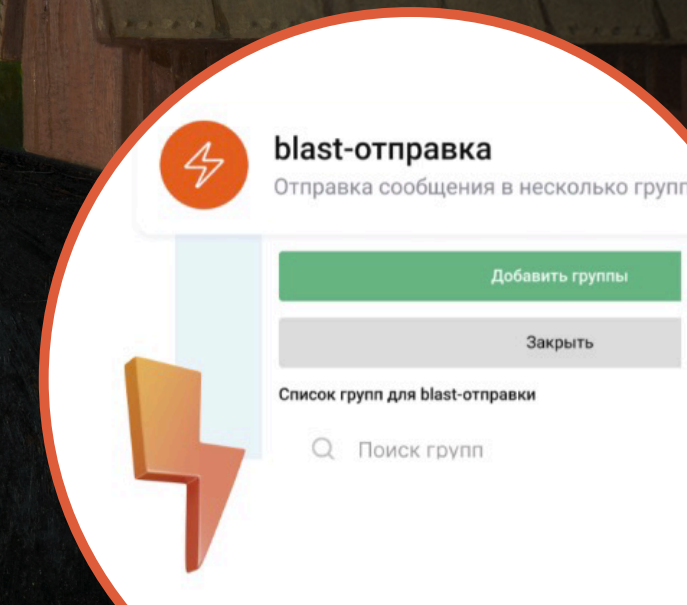 blast-отправка
Отправка сообщения в несколько групп
Добавить группы
Закрыть
Список групп для blast-отправки
Поиск групп